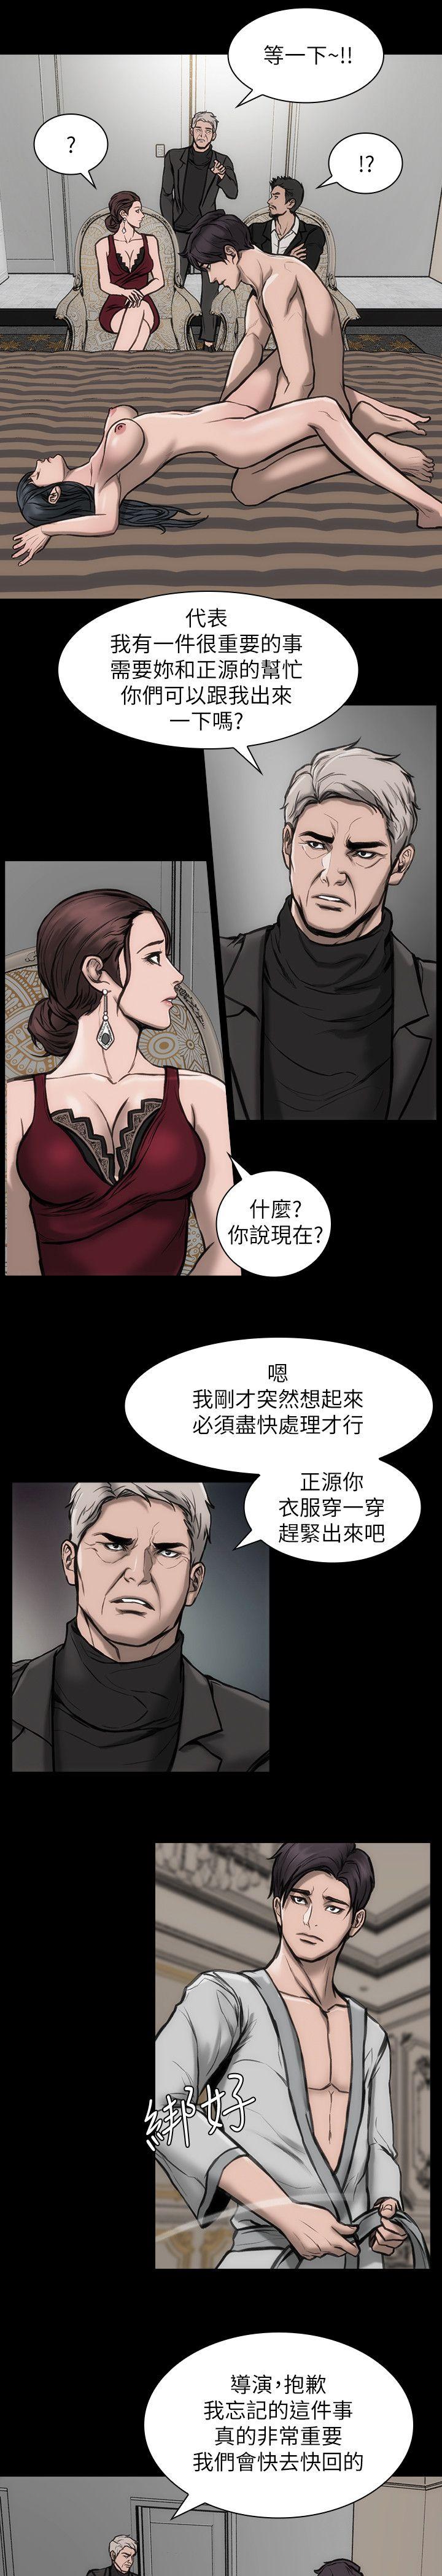 等一下~!!
?
!?
代表
我有一件很重要的事
需要妳和正源的幫忙
你們可以跟我出來
一下嗎?
什麼?
你說現在?
嗯
我剛才突然想起來
必須盡快處理才行
正源你
衣服穿一穿
趕緊出來吧
綁好
導演,抱歉
我忘記的這件事
真的非常重要
我們會快去快回的